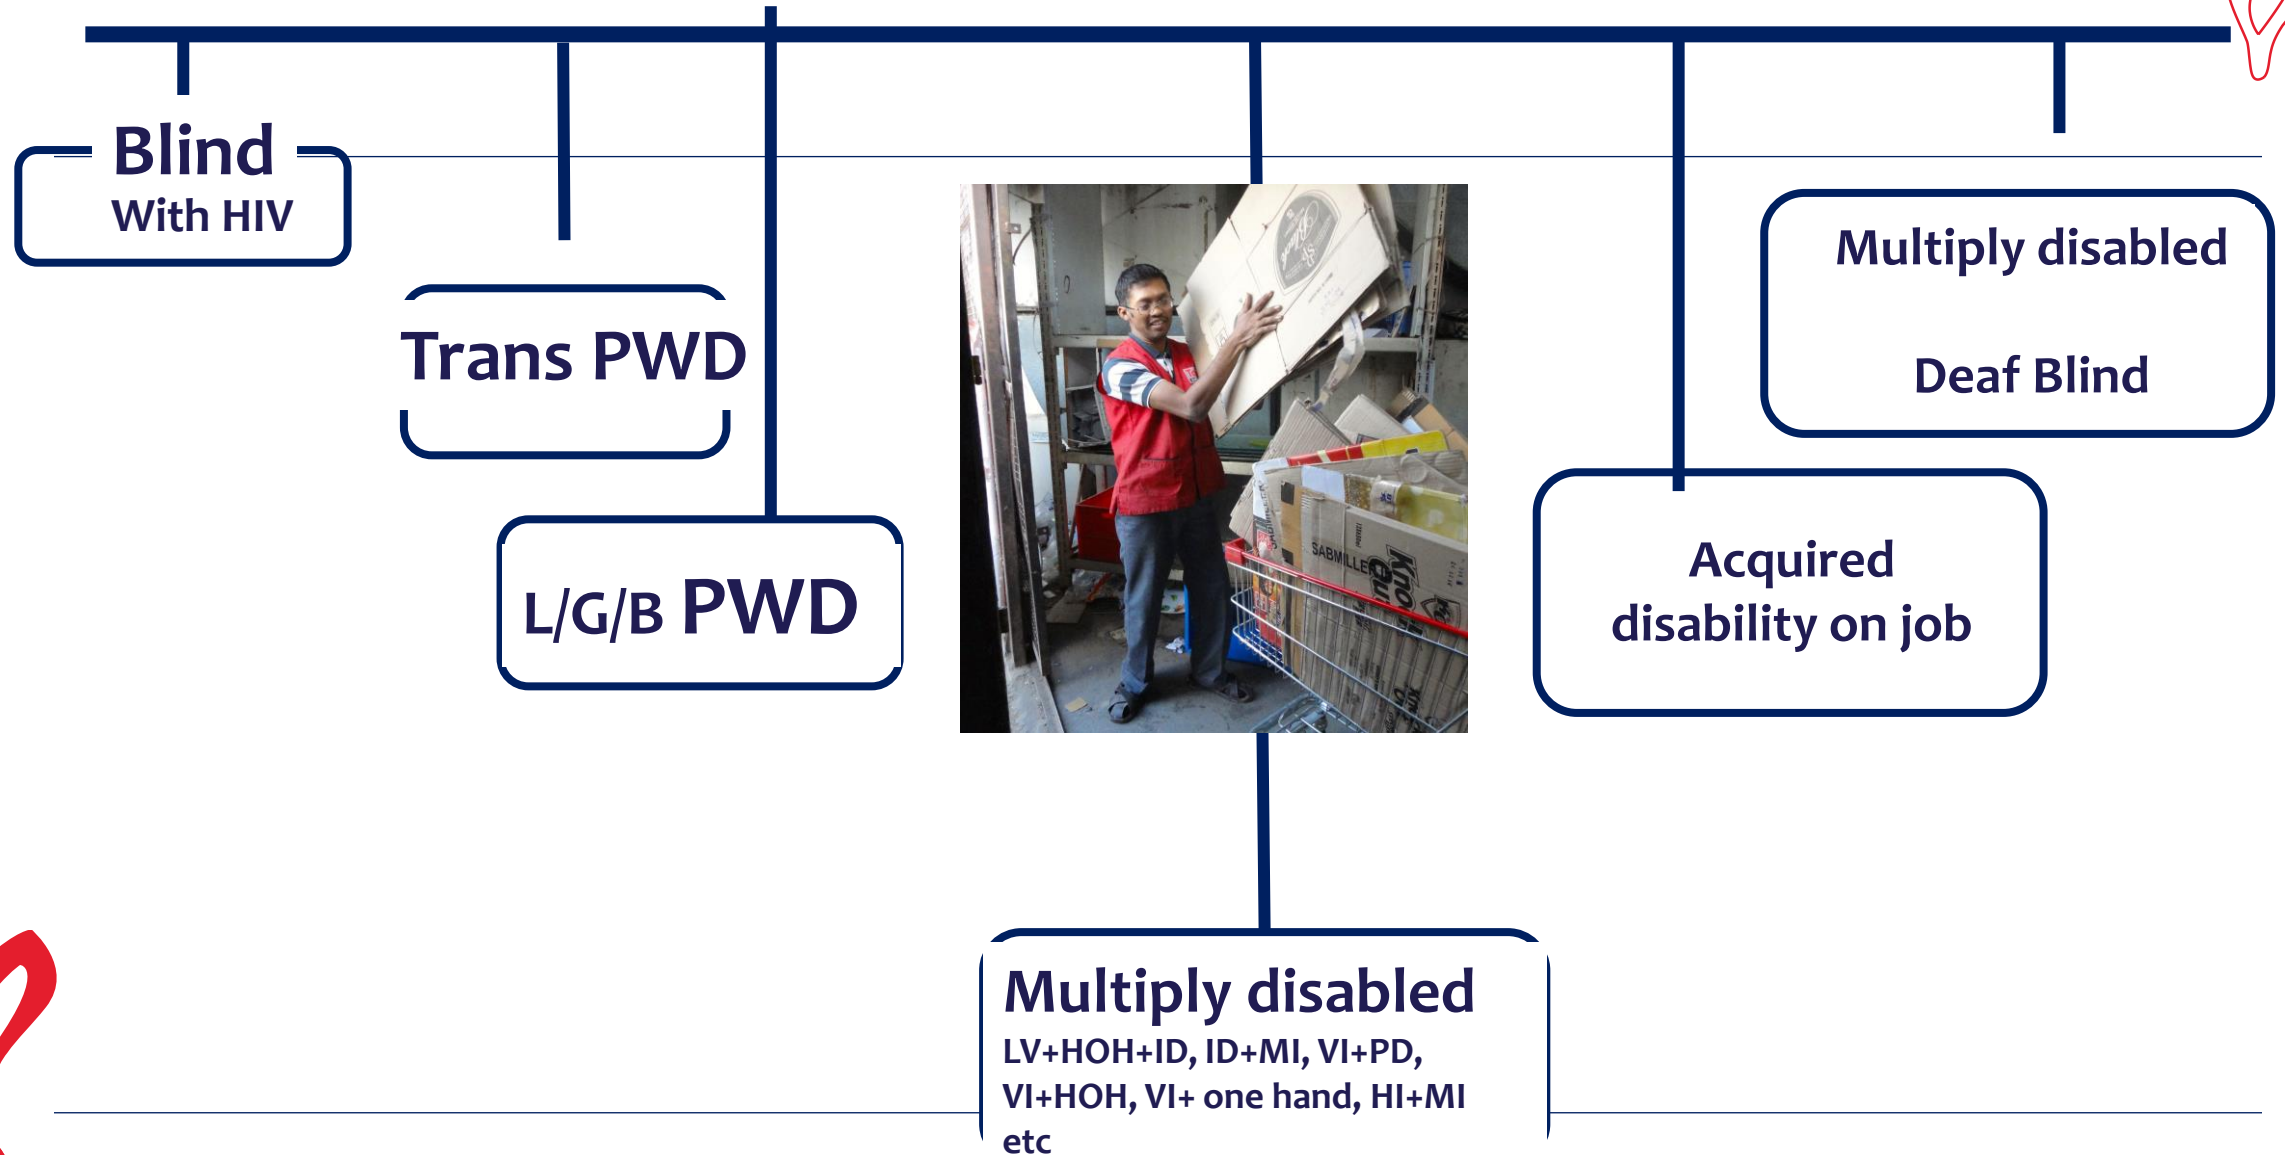 Blind
With HIV
Trans PWD
L/G/B PWD
SABMILLE
Multiply disabled
LV+HOH+ID, ID+MI, VI+PD,
VI+HOH, VI+ one hand, HI+MI
etc
Acquired
disability on job
Multiply disabled
Deaf Blind